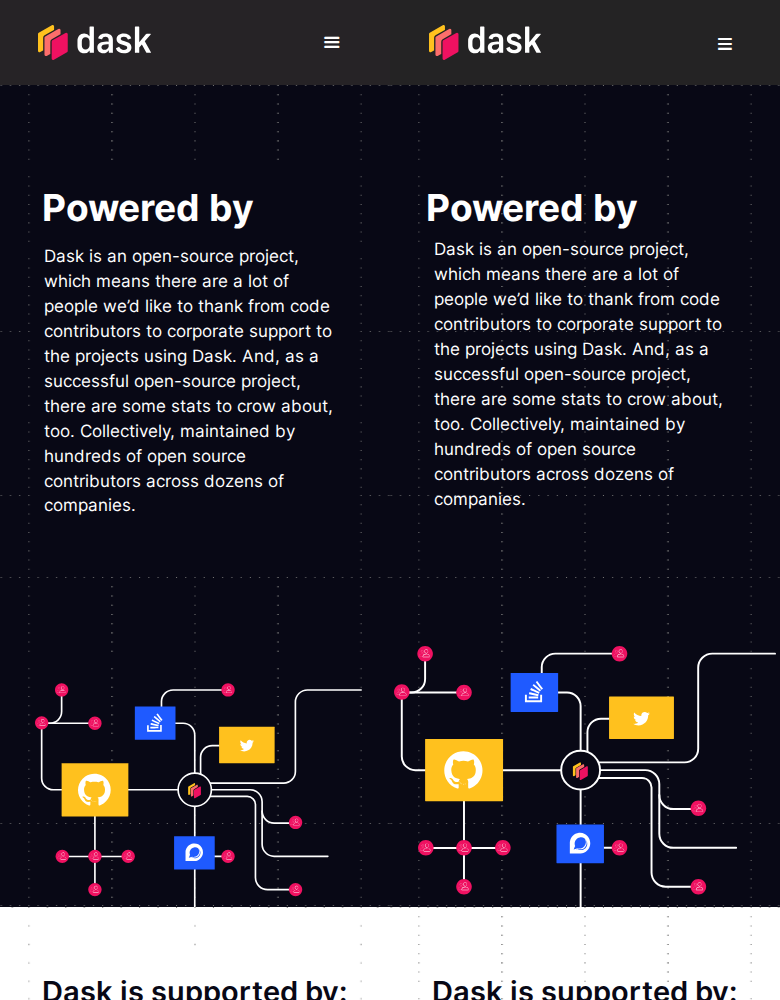 dask
Powered by
Dask is an open-source project,
which means there are a lot of
people we’d like to thank from code
contributors to corporate support to
the projects using Dask. And, as a
successful open-source project,
there are some stats to crow about,
too. Collectively, maintained by
hundreds of open source
contributors across dozens of
companies.
Dask is supported by:
dask
Powered by
Dask is an open-source project,
which means there are a lot of
people we’d like to thank from code
contributors to corporate support to
the projects using Dask. And, as a
successful open-source project,
there are some stats to crow about,
too. Collectively, maintained by
hundreds of open source
contributors across dozens of
companies.
Dask is supported by: